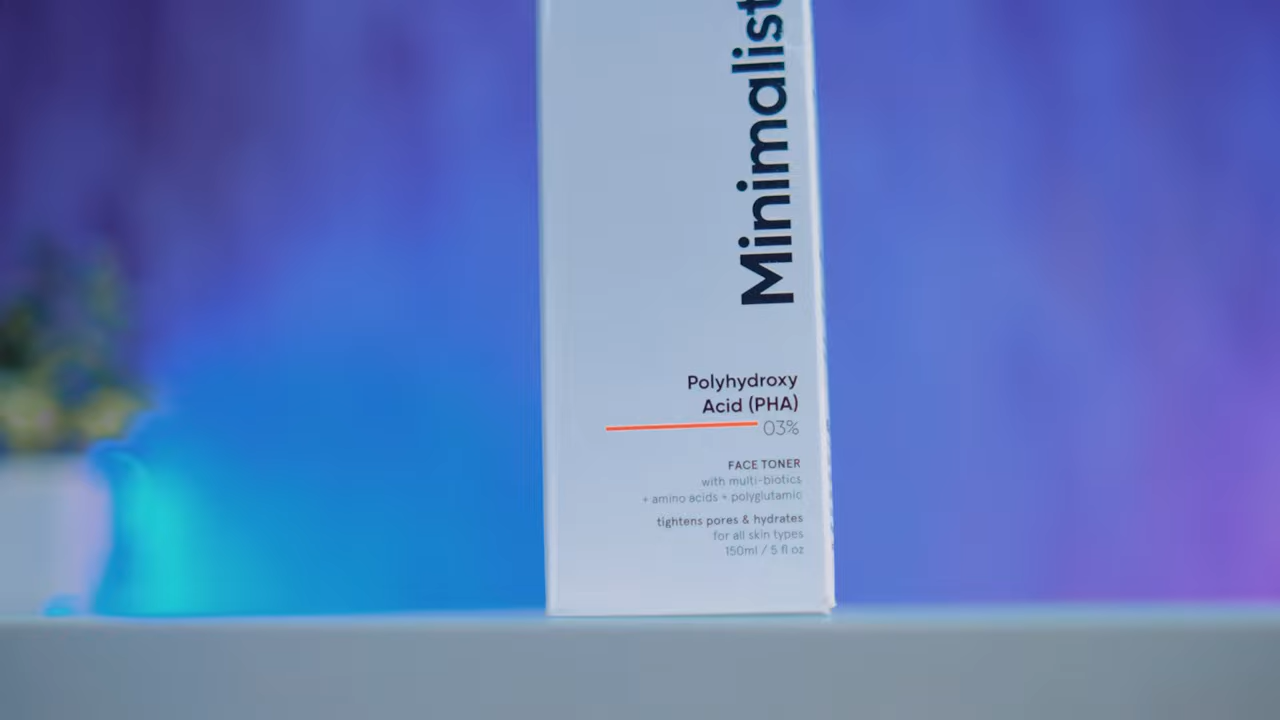 Minimalist
Polyhydroxy
Acid (PHA)
03%
FACE TONER
with multi-biotics
+ amino acids + polyglutamic
tightens pores & hydrates
for all skin types
150ml / 5 fl oz